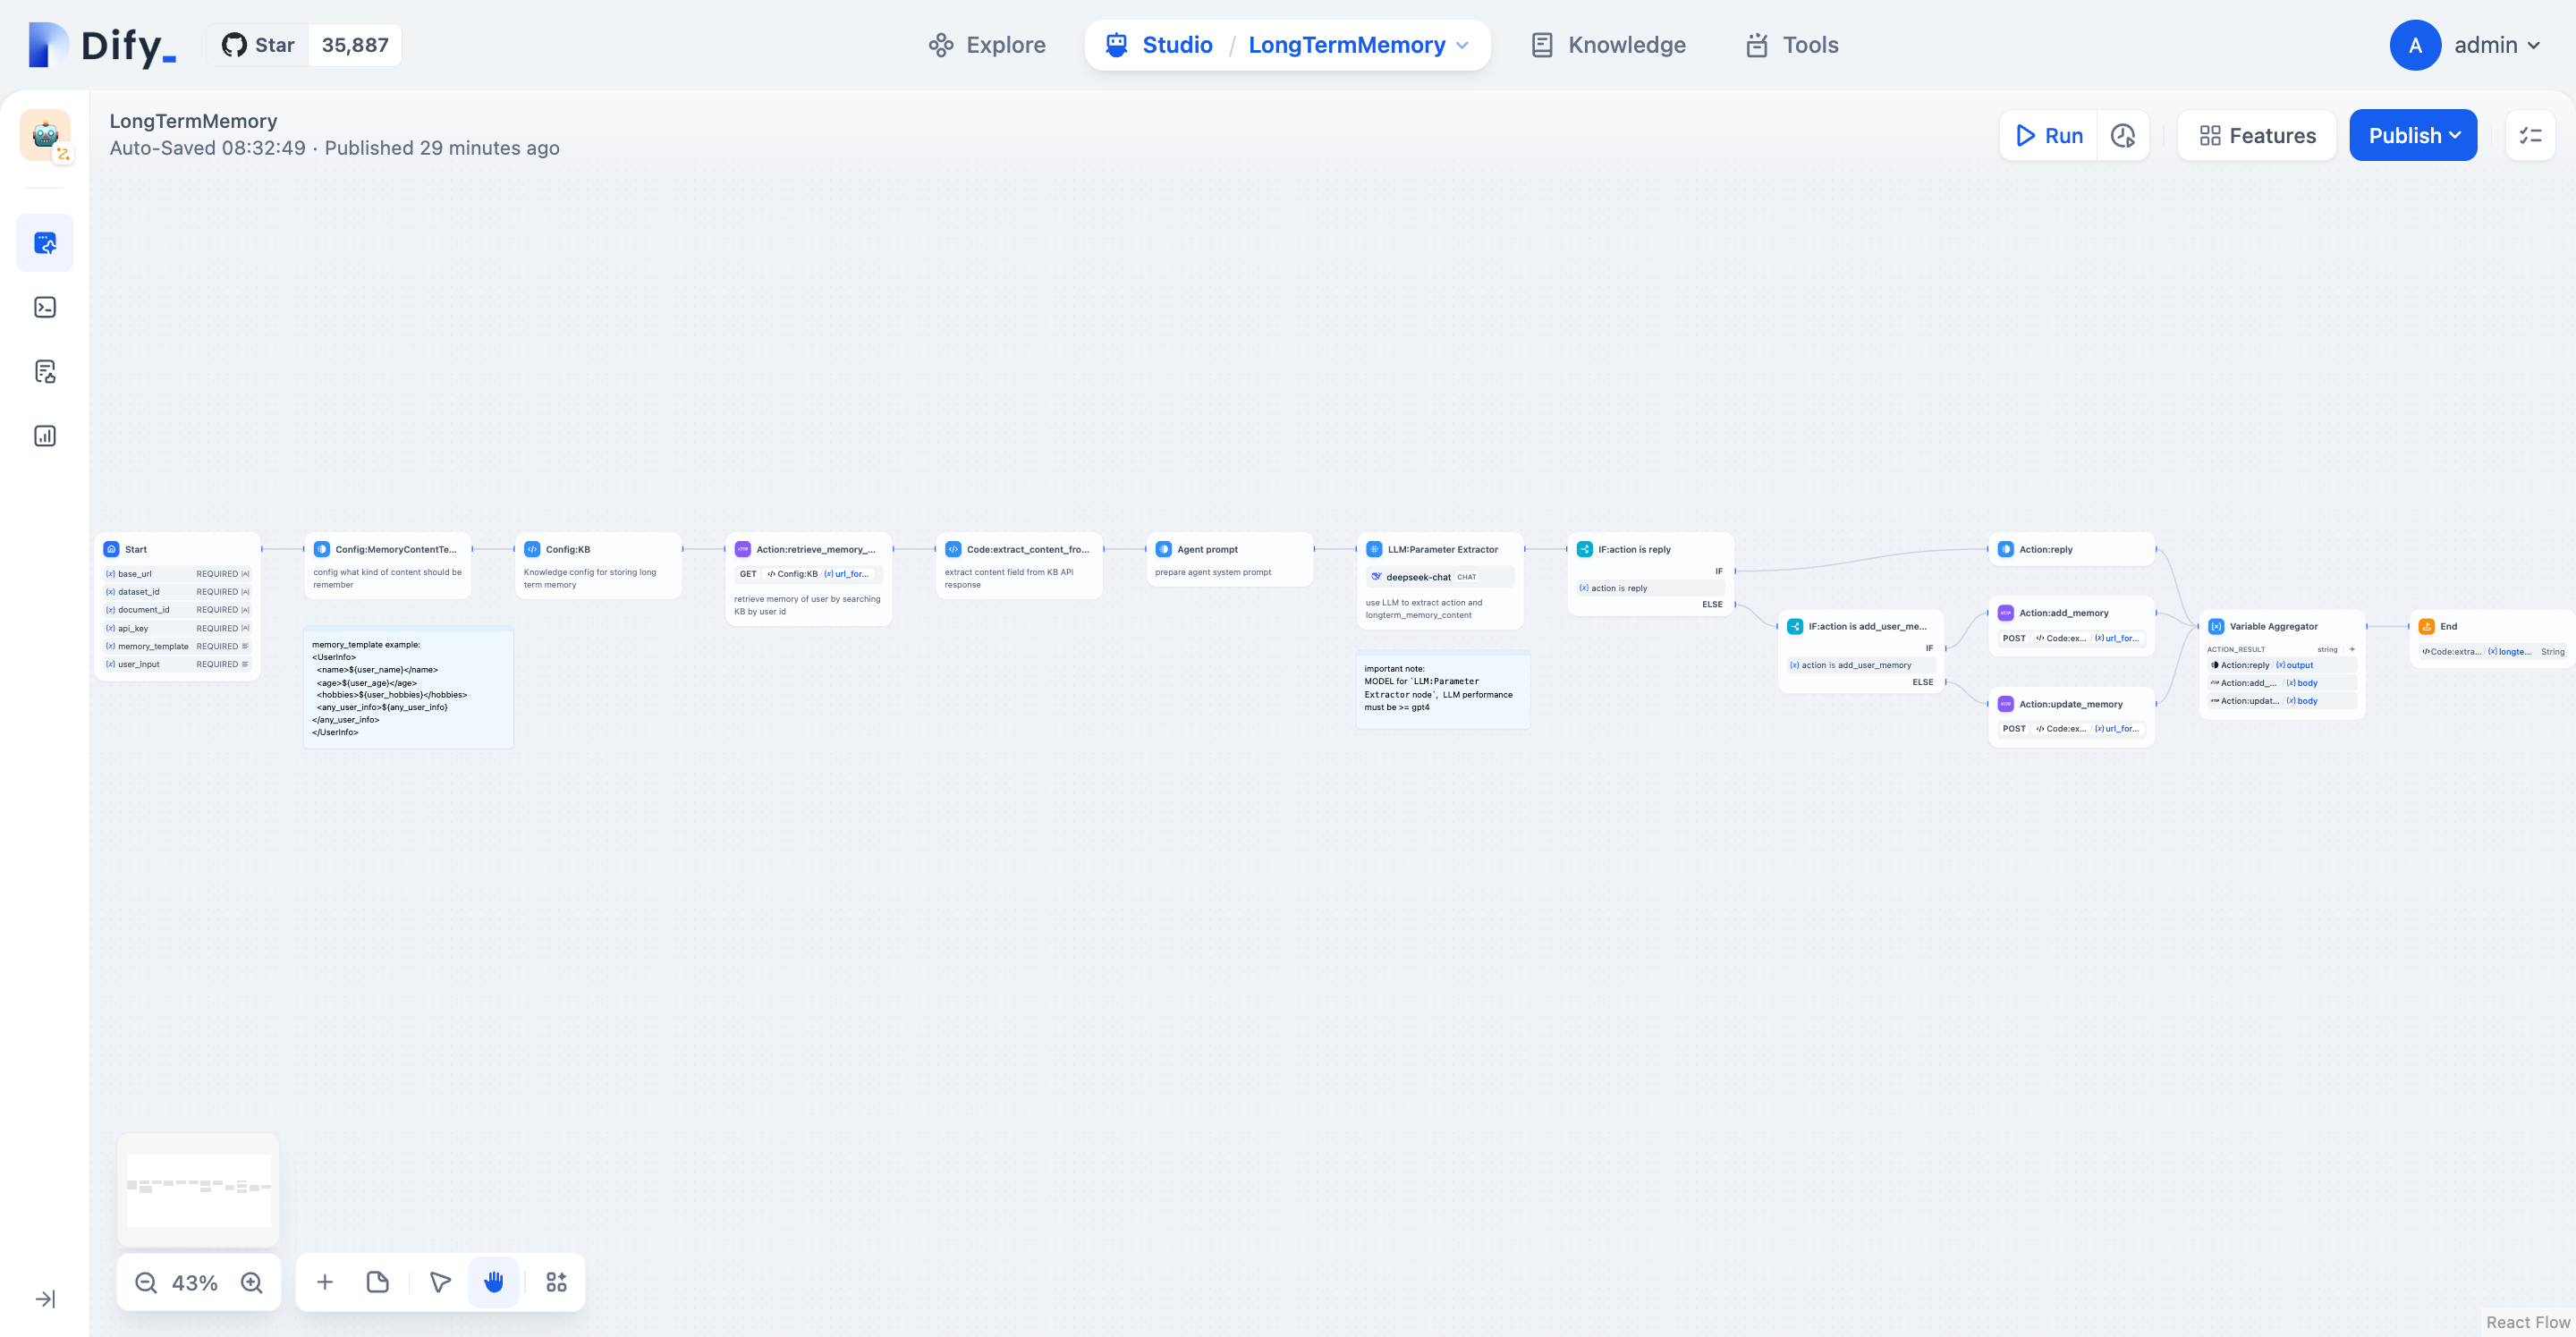 Dify_
Star 35,887
Explore
Studio / LongTermMemory
Knowledge
Tools
A admin
LongTermMemory
Auto-Saved 08:32:49 · Published 29 minutes ago
Run
Features
Publish
Start
{x} base_url REQUIRED
{x} dataset_id REQUIRED
{x} document_id REQUIRED
{x} api_key REQUIRED
{x} memory_template REQUIRED
{x} user_input REQUIRED
Config:MemoryContentTe...
config what kind of content should be
remember
memory_template example:
<UserInfo>
<name>${user_name}</name>
<age>${user_age}</age>
<hobbies>${user_hobbies}</hobbies>
<any_user_info>${any_user_info}
</any_user_info>
</UserInfo>
Config:KB
Knowledge config for storing long
term memory
Action:retrieve_memory_...
GET Config:KB / {x} url_for...
retrieve memory of user by searching
KB by user id
Code:extract_content_fro...
extract content field from KB API
response
Agent prompt
prepare agent system prompt
LLM:Parameter Extractor
deepseek-chat CHAT
use LLM to extract action and
longterm_memory_content
important note:
MODEL for `LLM:Parameter
Extractor node`, LLM performance
must be >= gpt4
IF:action is reply
IF
{x} action is reply
ELSE
IF:action is add_user_me...
IF
{x} action is add_user_memory
ELSE
Action:reply
Action:add_memory
POST Code:ex... / {x} url_for...
Action:update_memory
POST Code:ex... / {x} url_for...
Variable Aggregator
ACTION_RESULT string +
Action:reply / {x} output
Action:add_... / {x} body
Action:updat... / {x} body
End
Code:extra... / {x} longte... String
43%
React Flow